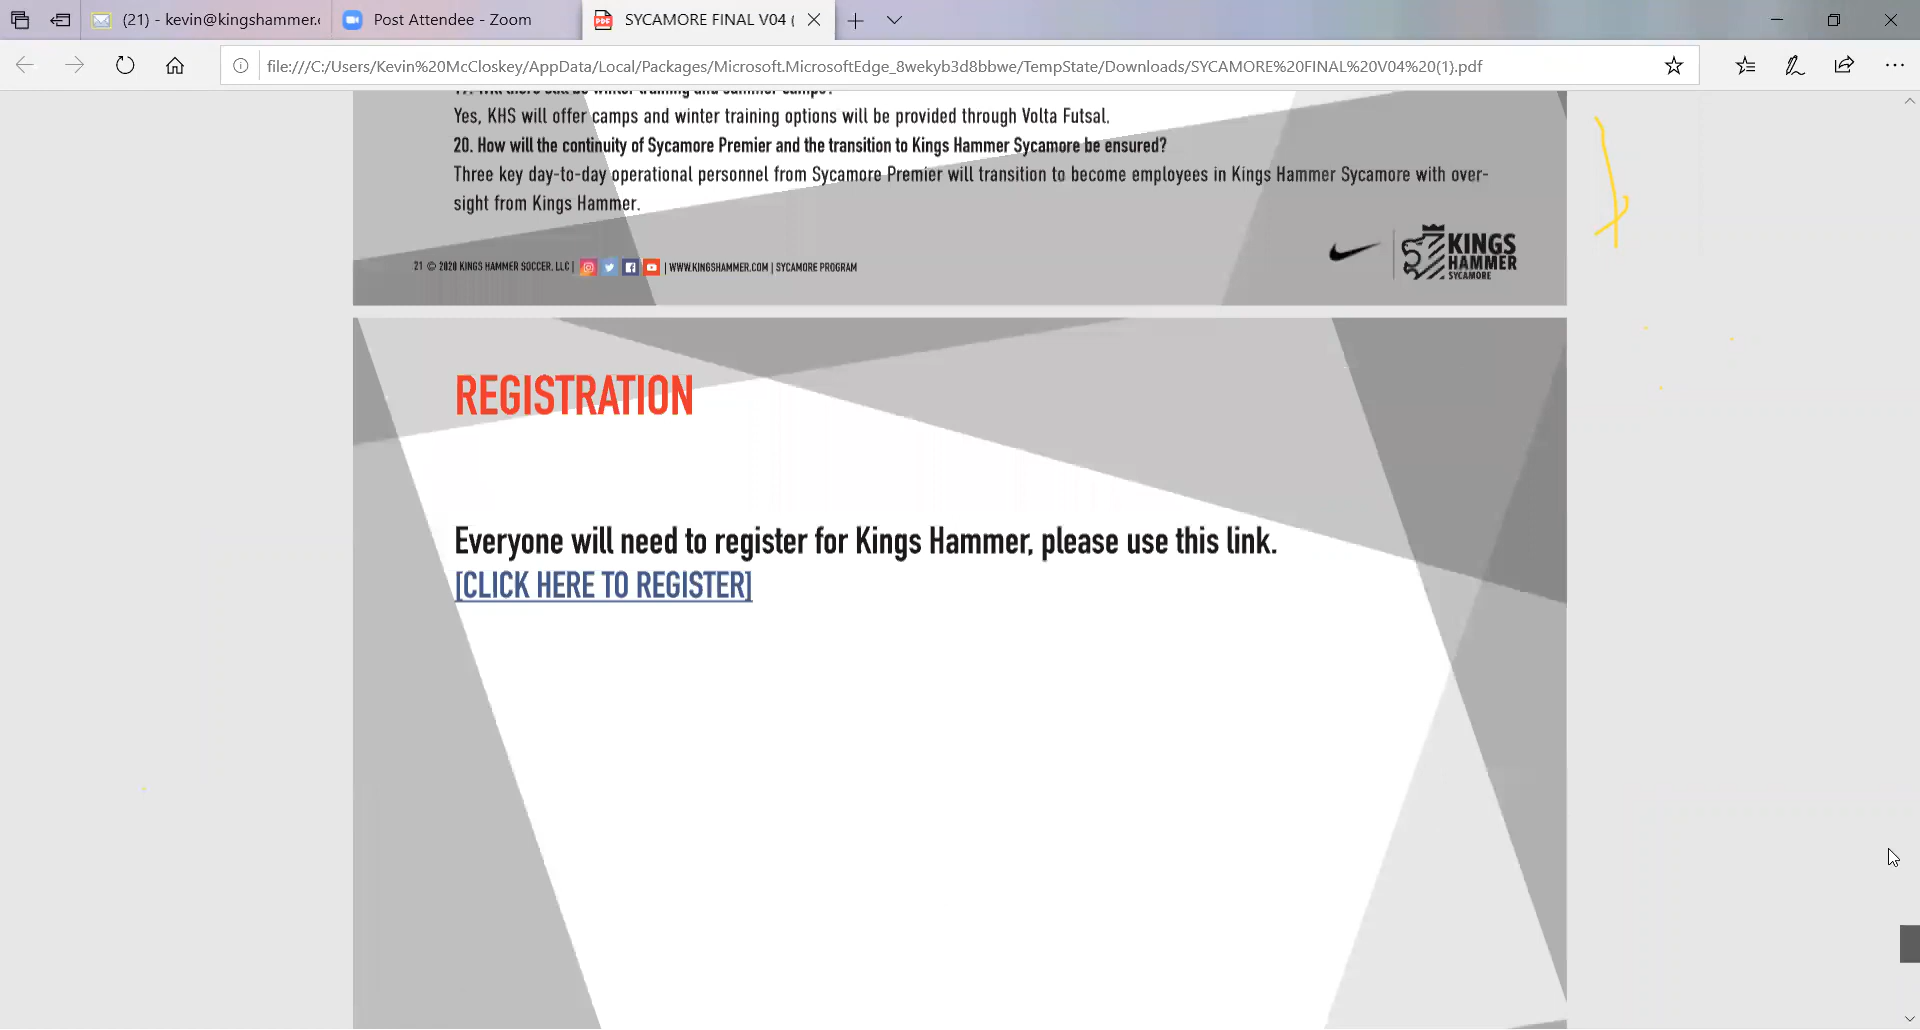 (21) - kevin@kingshammer.c
Post Attendee - Zoom
SYCAMORE FINAL V04 (
file:///C:/Users/Kevin%20McCloskey/AppData/Local/Packages/Microsoft.MicrosoftEdge_8wekyb3d8bbwe/TempState/Downloads/SYCAMORE%20FINAL%20V04%20(1).pdf
Yes, KHS will offer camps and winter training options will be provided through Volta Futsal.
20. How will the continuity of Sycamore Premier and the transition to Kings Hammer Sycamore be ensured?
Three key day-to-day operational personnel from Sycamore Premier will transition to become employees in Kings Hammer Sycamore with over-
sight from Kings Hammer.
21 © 2020 KINGS HAMMER SOCCER, LLC | | WWW.KINGSHAMMER.COM | SYCAMORE PROGRAM
KINGS
HAMMER
SYCAMORE
REGISTRATION
Everyone will need to register for Kings Hammer, please use this link.
[CLICK HERE TO REGISTER]